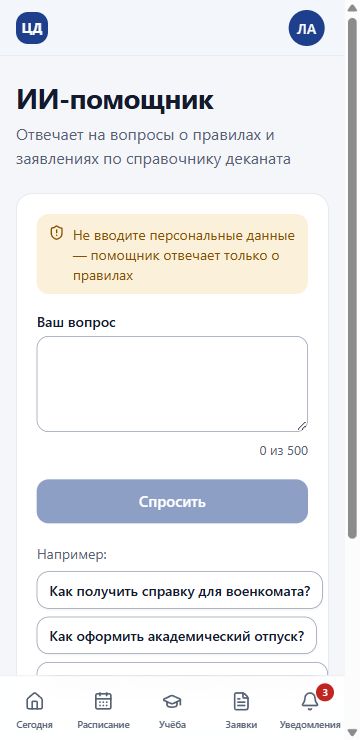 ЦД
ЛА
ИИ-помощник
Отвечает на вопросы о правилах и
заявлениях по справочнику деканата
Не вводите персональные данные
— помощник отвечает только о
правилах
Ваш вопрос
0 из 500
Спросить
Например:
Как получить справку для военкомата?
Как оформить академический отпуск?
3
Сегодня
Расписание
Учёба
Заявки
Уведомления